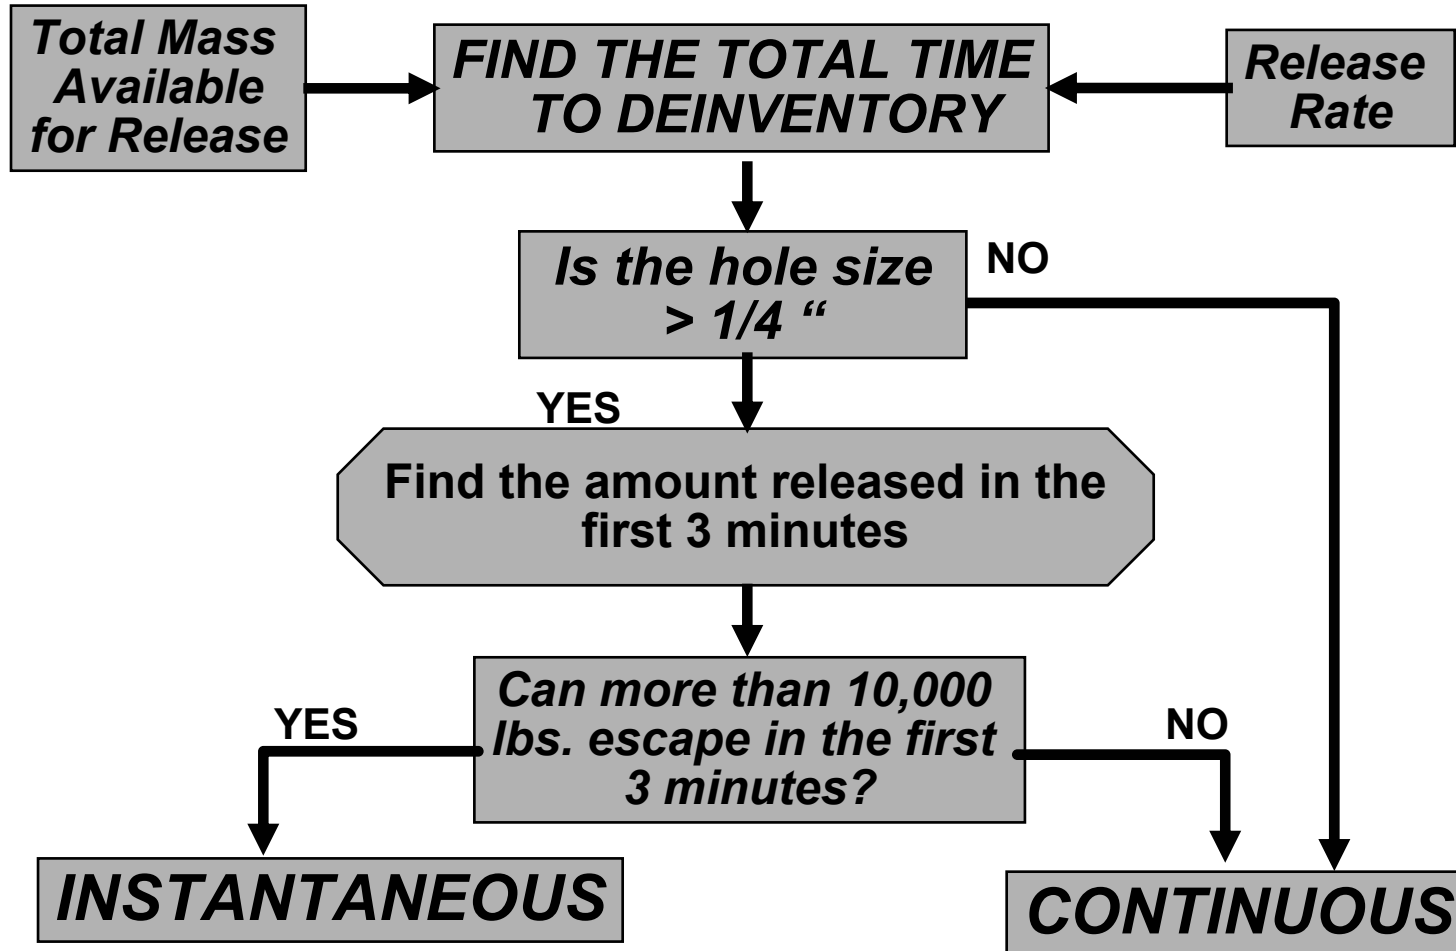 Total Mass
Available
for Release
FIND THE TOTAL TIME
TO DEINVENTORY
Release
Rate
Is the hole size
> 1/4 “
NO
YES
Find the amount released in the
first 3 minutes
Can more than 10,000
lbs. escape in the first
3 minutes?
YES
NO
INSTANTANEOUS
CONTINUOUS